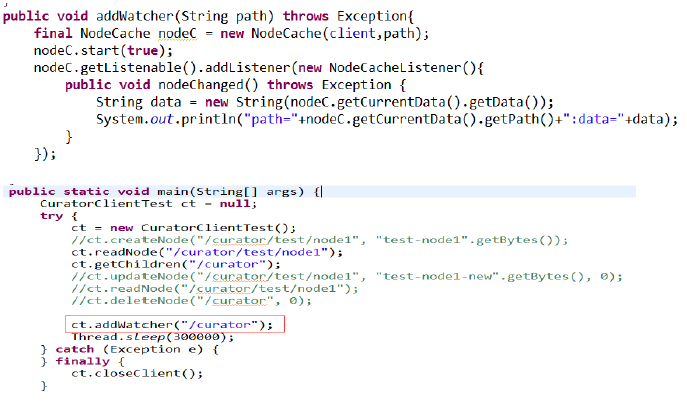 public void addWatcher(String path) throws Exception{
final NodeCache nodeC = new NodeCache(client,path);
nodeC.start(true);
nodeC.getListenable().addListener(new NodeCacheListener(){
public void nodeChanged() throws Exception {
String data = new String(nodeC.getCurrentData().getData());
System.out.println("path="+nodeC.getCurrentData().getPath()+":data="+data);
}
});
public static void main(String[] args) {
CuratorClientTest ct = null;
try {
ct = new CuratorClientTest();
//ct.createNode("/curator/test/node1", "test-node1".getBytes());
ct.readNode("/curator/test/node1");
ct.getChildren("/curator");
//ct.updateNode("/curator/test/node1", "test-node1-new".getBytes(), 0);
//ct.readNode("/curator/test/node1");
//ct.deleteNode("/curator", 0);
ct.addWatcher("/curator");
Thread.sleep(300000);
} catch (Exception e) {
} finally {
ct.closeClient();
}